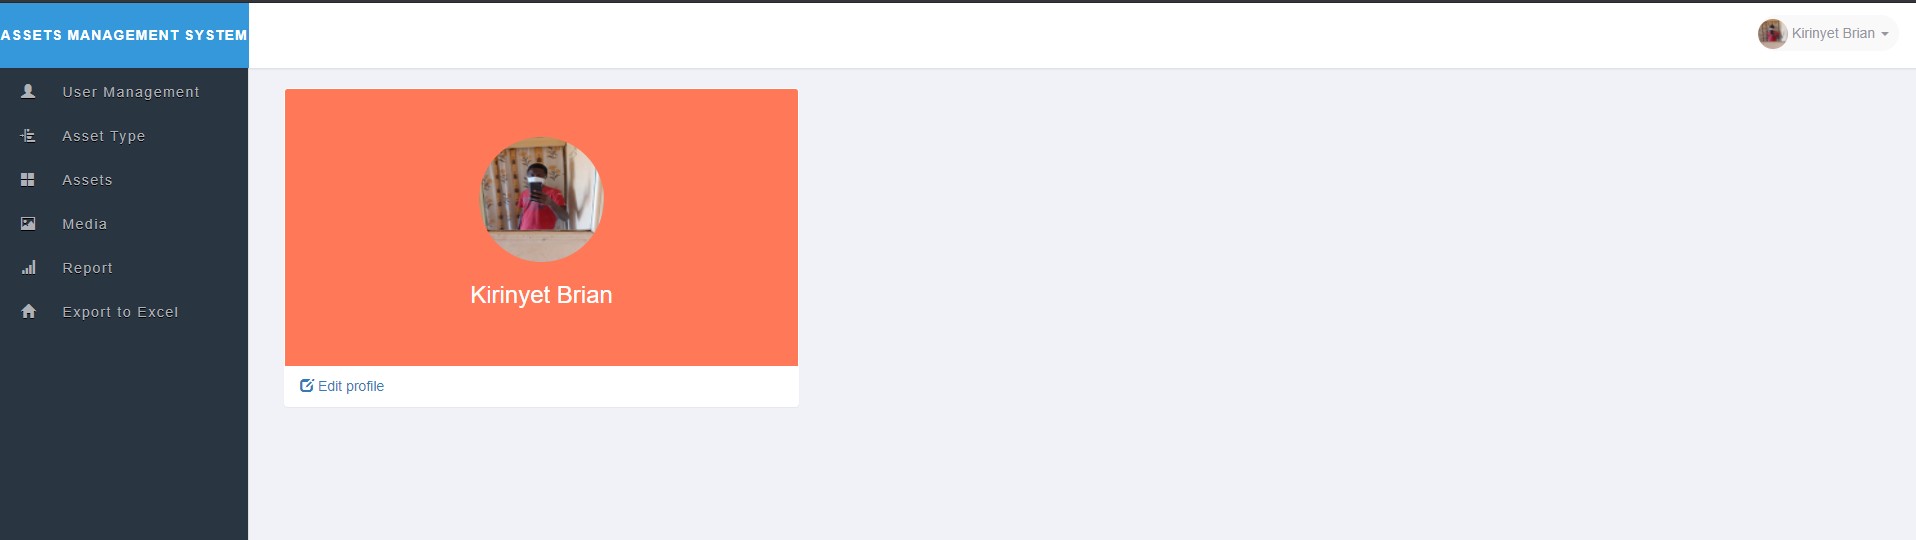 ASSETS MANAGEMENT SYSTEM
Kirinyet Brian
User Management
Asset Type
Assets
Media
Report
Export to Excel
Kirinyet Brian
Edit profile